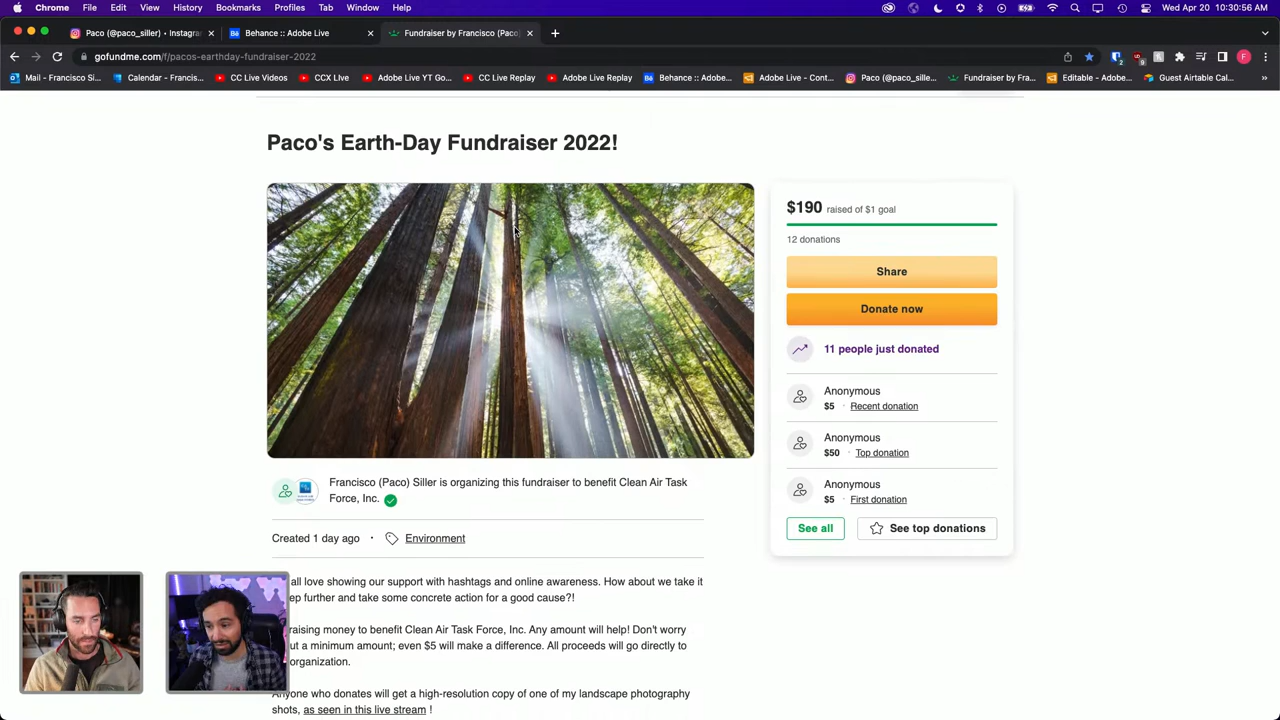 Chrome File Edit View History Bookmarks Profiles Tab Window Help Wed Apr 20 10:30:56 AM
Paco (@paco_siller) • Instagr Behance :: Adobe Live Fundraiser by Francisco (Paco)
gofundme.com/f/pacos-earthday-fundraiser-2022
Mail - Francisco Si... Calendar - Francis... CC Live Videos CCX Live Adobe Live YT Go... CC Live Replay Adobe Live Replay Behance :: Adobe... Adobe Live - Cont... Paco (@paco_sille... Fundraiser by Fra... Editable - Adobe... Guest Airtable Cal...
Paco's Earth-Day Fundraiser 2022!
$190 raised of $1 goal
12 donations
Share
Donate now
11 people just donated
Anonymous
$5 · Recent donation
Anonymous
$50 · Top donation
Anonymous
$5 · First donation
See all See top donations
Francisco (Paco) Siller is organizing this fundraiser to benefit Clean Air Task
Force, Inc.
Created 1 day ago • Environment
all love showing our support with hashtags and online awareness. How about we take it
ep further and take some concrete action for a good cause?!
raising money to benefit Clean Air Task Force, Inc. Any amount will help! Don't worry
ut a minimum amount; even $5 will make a difference. All proceeds will go directly to
organization.
Anyone who donates will get a high-resolution copy of one of my landscape photography
shots, as seen in this live stream !